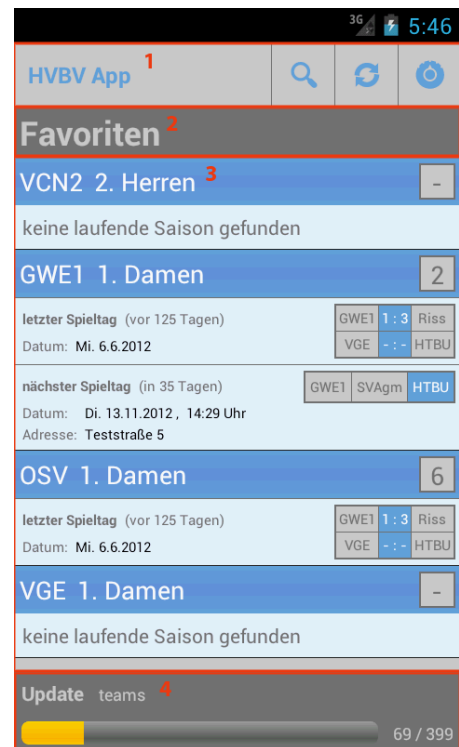 3G 5:46
HVBV App 1
Favoriten 2
VCN2 2. Herren 3 -
keine laufende Saison gefunden
GWE1 1. Damen 2
letzter Spieltag (vor 125 Tagen) GWE1 1 : 3 Riss
Datum: Mi. 6.6.2012 VGE - : - HTBU
nächster Spieltag (in 35 Tagen) GWE1 SVAgm HTBU
Datum: Di. 13.11.2012 , 14:29 Uhr
Adresse: Teststraße 5
OSV 1. Damen 6
letzter Spieltag (vor 125 Tagen) GWE1 1 : 3 Riss
Datum: Mi. 6.6.2012 VGE - : - HTBU
VGE 1. Damen -
keine laufende Saison gefunden
Update teams 4
69 / 399